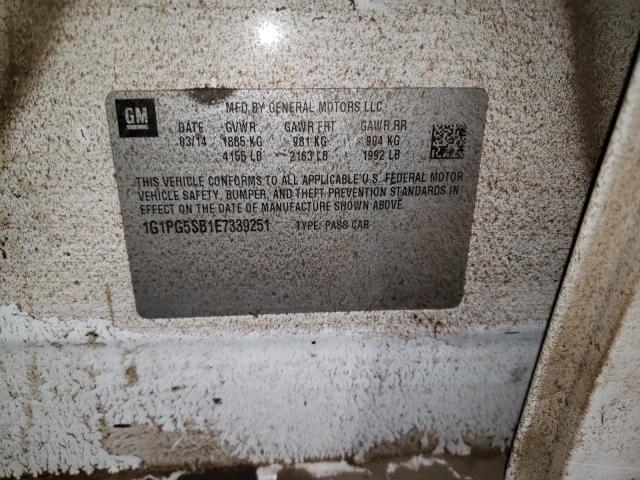 GM
MFD BY GENERAL MOTORS LLC
DATE GVWR GAWR FRT GAWR RR
03/14 1885 KG 981 KG 904 KG
4155 LB 2163 LB 1992 LB
THIS VEHICLE CONFORMS TO ALL APPLICABLE U.S. FEDERAL MOTOR
VEHICLE SAFETY, BUMPER, AND THEFT PREVENTION STANDARDS IN
EFFECT ON THE DATE OF MANUFACTURE SHOWN ABOVE.
1G1PG5SB1E7339251 TYPE: PASS CAR